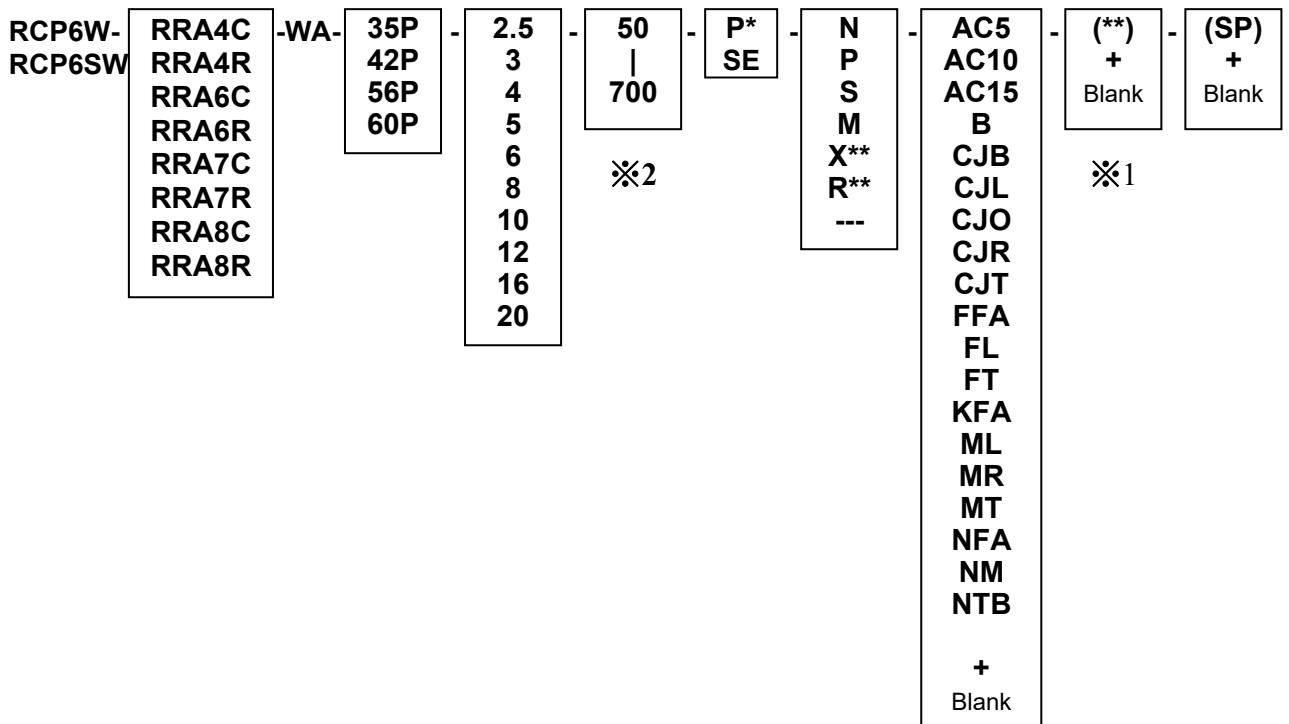 RCP6W- RRA4C -WA- 35P - 2.5 - 50 - P* - N - AC5 - (**) - (SP)
RCP6SW RRA4R 42P 3 | SE P AC10 + +
RRA6C 56P 4 700 S AC15 Blank Blank
RRA6R 60P 5 M B
RRA7C 6 ※2 X** CJB ※1
RRA7R 8 R** CJL
RRA8C 10 --- CJO
RRA8R 12 CJR
16 CJT
20 FFA
FL
FT
KFA
ML
MR
MT
NFA
NM
NTB
+
Blank